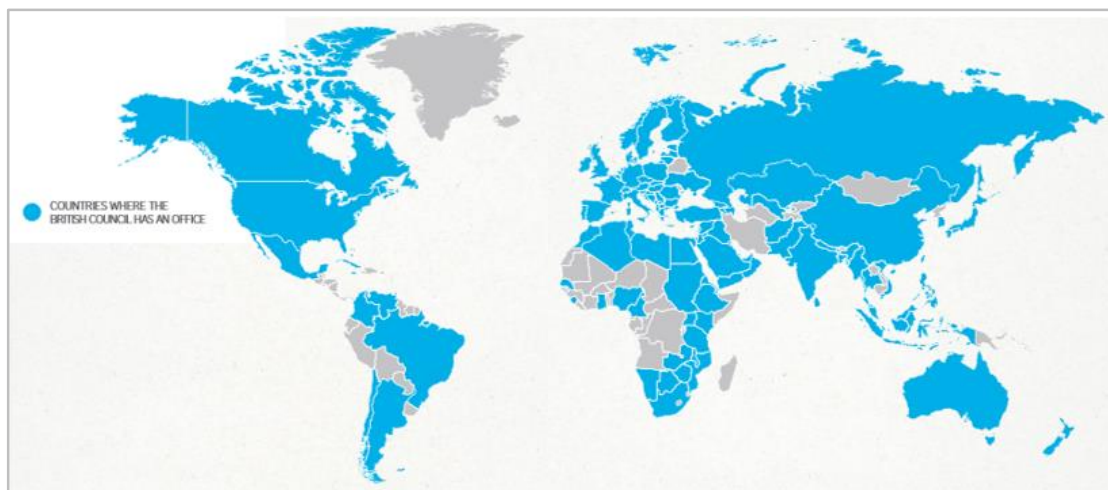 COUNTRIES WHERE THE
BRITISH COUNCIL HAS AN OFFICE